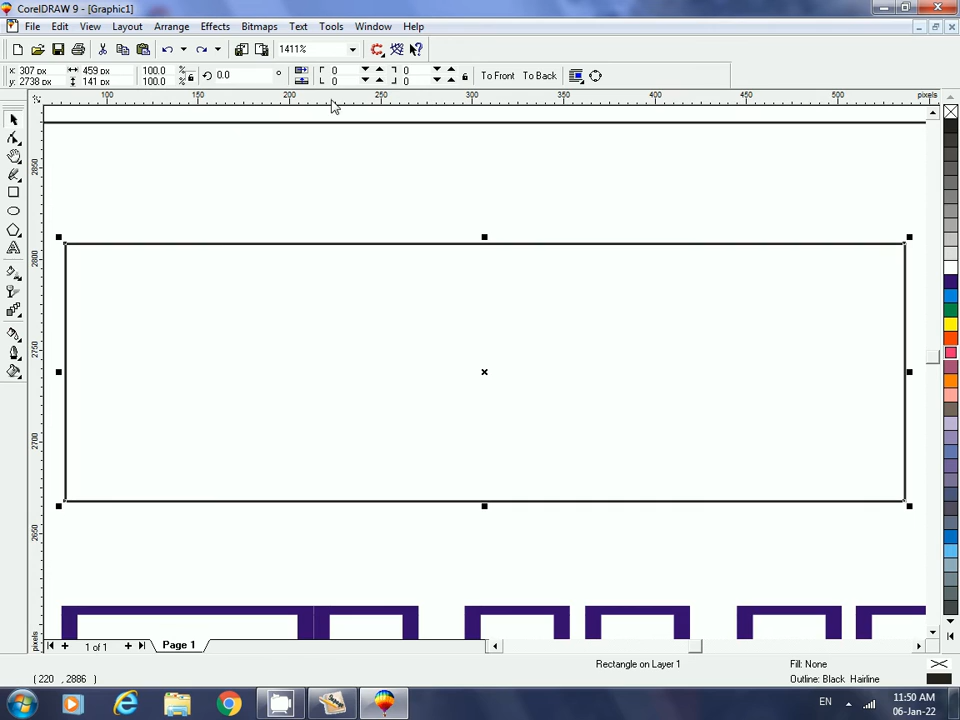 CorelDRAW 9 - [Graphic1]
File Edit View Layout Arrange Effects Bitmaps Text Tools Window Help
1411%
x: 307 px 459 px 100.0 % 0.0 ° 0 0 To Front To Back
y: 2738 px 141 px 100.0 % 0 0
100 150 200 250 300 350 400 450 500 pixels
2850
2800
2750
2700
2650
pixels
1 of 1 Page 1
Rectangle on Layer 1 Fill: None
(220 , 2886 ) Outline: Black Hairline
EN 11:50 AM
06-Jan-22